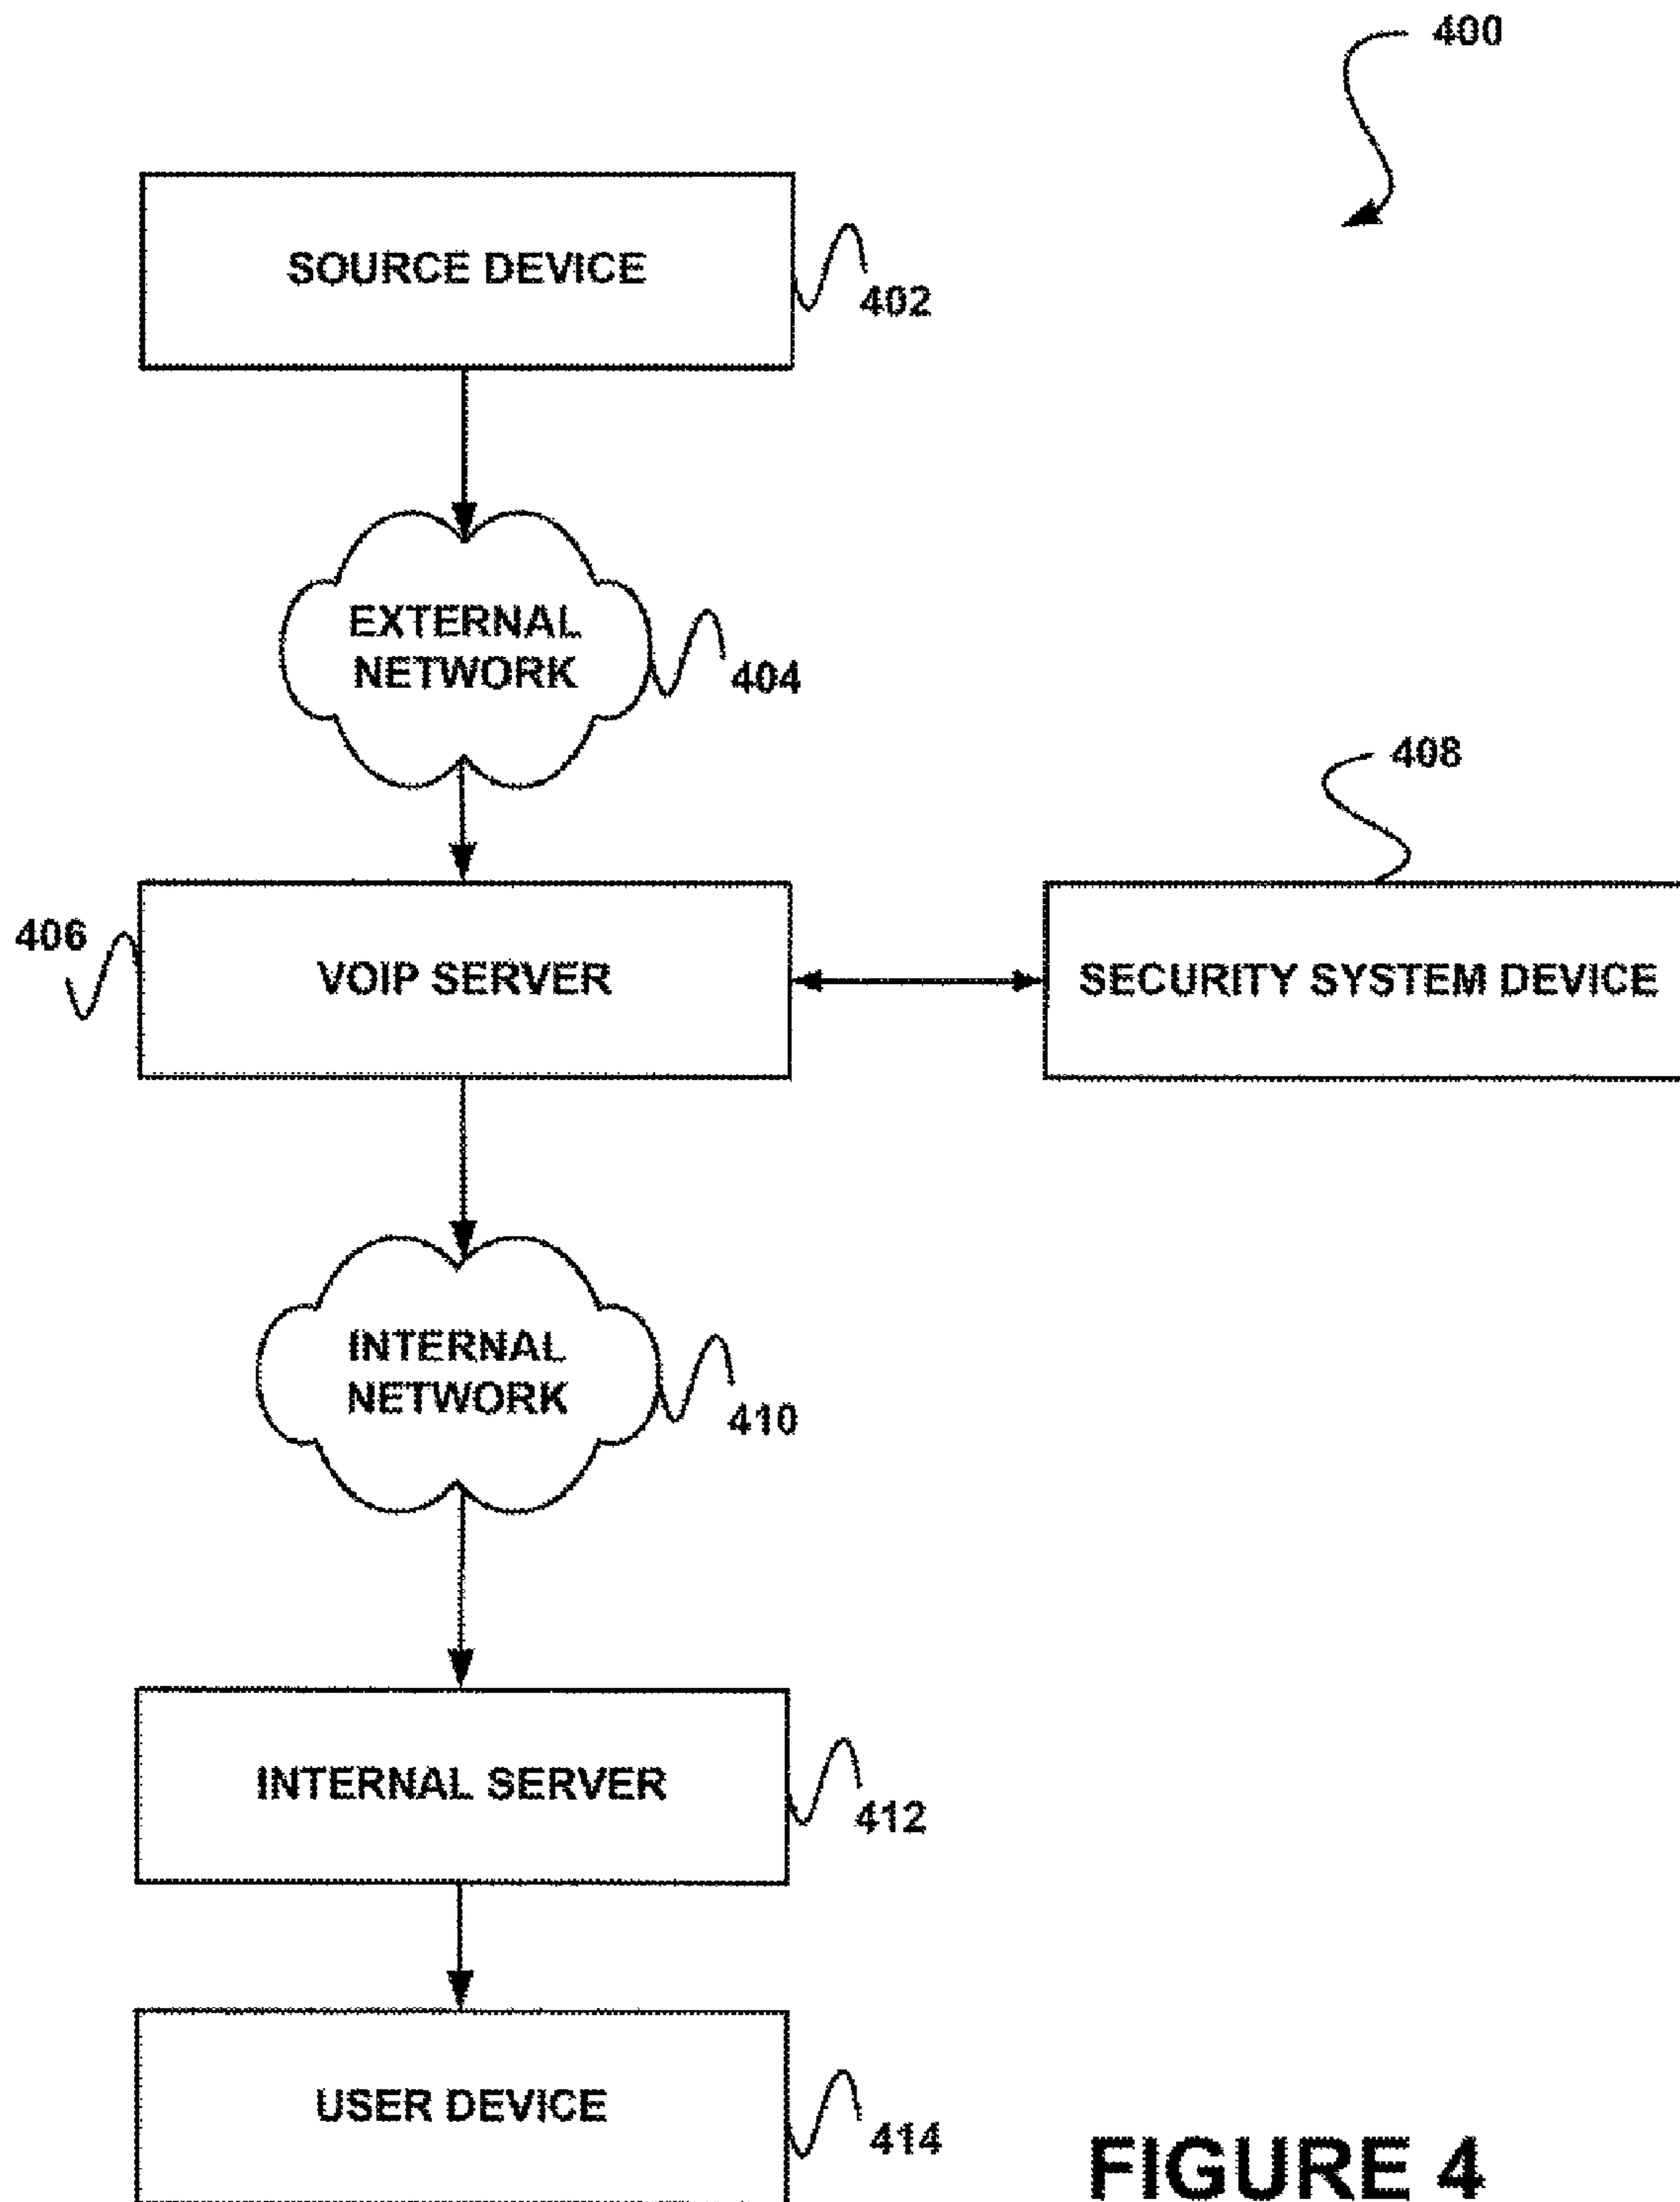 400
SOURCE DEVICE
402
EXTERNAL
NETWORK
404
408
406
VOIP SERVER
SECURITY SYSTEM DEVICE
INTERNAL
NETWORK
410
INTERNAL SERVER
412
USER DEVICE
414
FIGURE 4